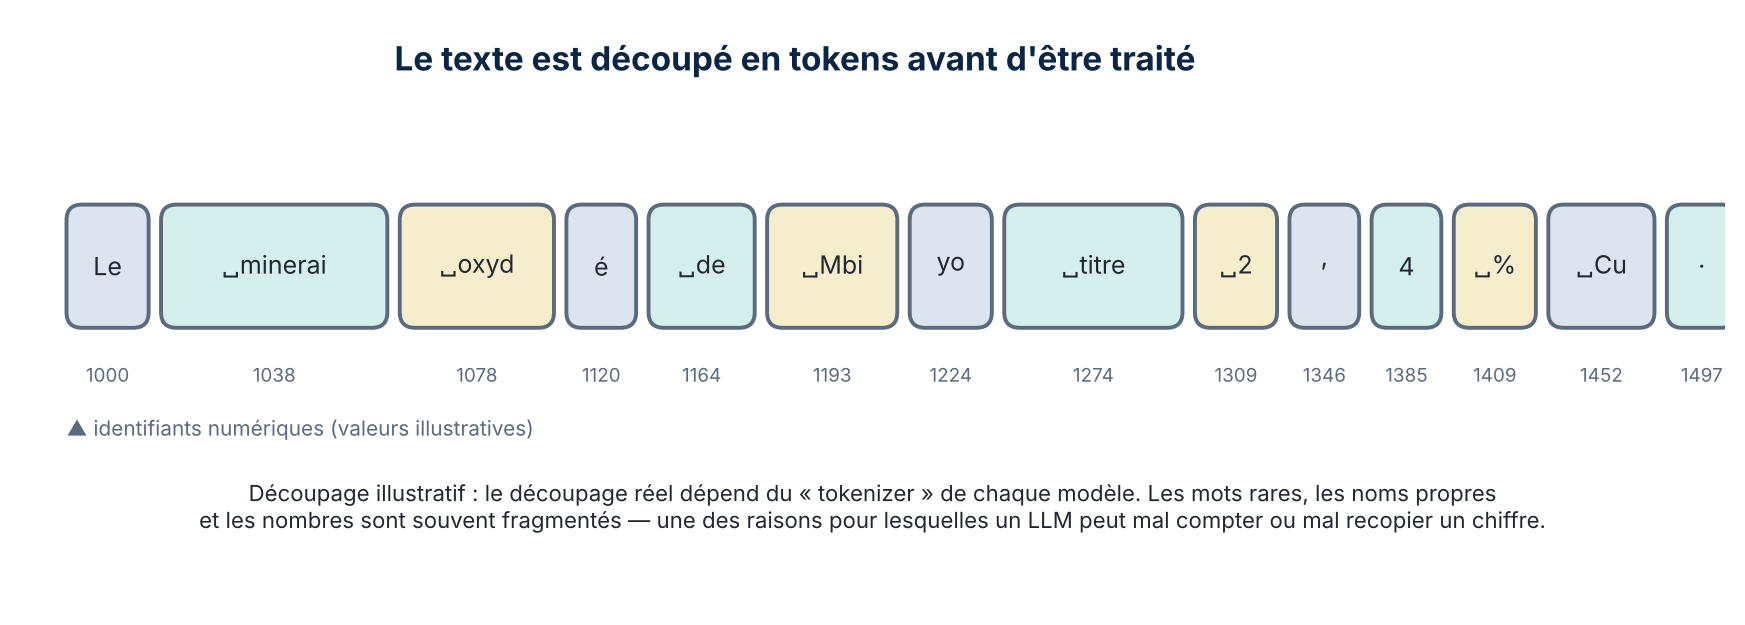 Le texte est découpé en tokens avant d'être traité
Le ␣minerai ␣oxyd é ␣de ␣Mbi yo ␣titre ␣2 , 4 ␣% ␣Cu .
1000 1038 1078 1120 1164 1193 1224 1274 1309 1346 1385 1409 1452 1497
▲ identifiants numériques (valeurs illustratives)
Découpage illustratif : le découpage réel dépend du « tokenizer » de chaque modèle. Les mots rares, les noms propres
et les nombres sont souvent fragmentés — une des raisons pour lesquelles un LLM peut mal compter ou mal recopier un chiffre.